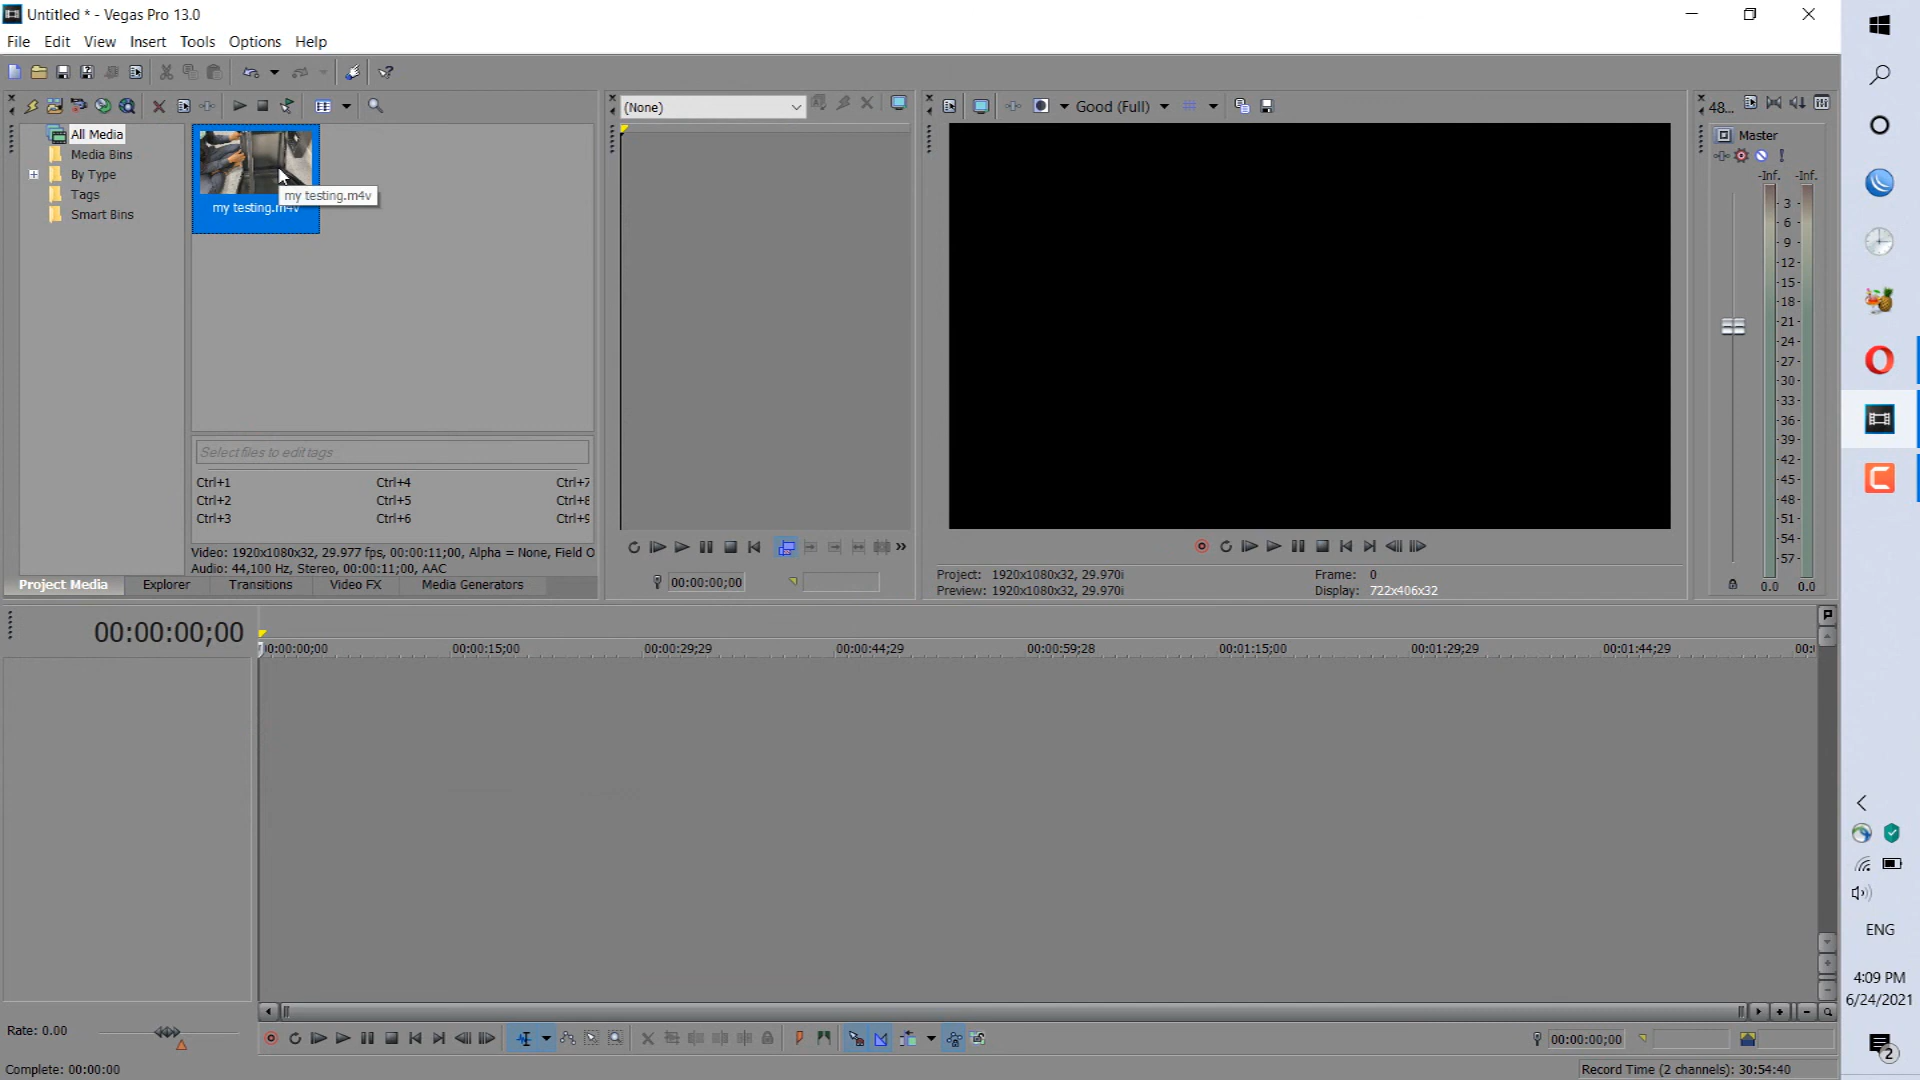 Untitled * - Vegas Pro 13.0
File Edit View Insert Tools Options Help
(None)
Good (Full)
48...
All Media
Media Bins
By Type
Tags
Smart Bins
my testing.m4v
my testing.m4v
Master
-Inf. -Inf.
3
6
9
12
15
18
21
24
27
30
33
36
39
42
45
48
51
54
57
0.0 0.0
Select files to edit tags
Ctrl+1 Ctrl+4 Ctrl+7
Ctrl+2 Ctrl+5 Ctrl+8
Ctrl+3 Ctrl+6 Ctrl+9
Video: 1920x1080x32, 29.977 fps, 00:00:11;00, Alpha = None, Field O
Audio: 44,100 Hz, Stereo, 00:00:11;00, AAC
Project Media Explorer Transitions Video FX Media Generators
00:00:00;00
Project: 1920x1080x32, 29.970i
Preview: 1920x1080x32, 29.970i
Frame: 0
Display: 722x406x32
00:00:00;00
00:00:00;00 00:00:15;00 00:00:29;29 00:00:44;29 00:00:59;28 00:01:15;00 00:01:29;29 00:01:44;29 00:
Rate: 0.00
00:00:00;00
Complete: 00:00:00
Record Time (2 channels): 30:54:40
ENG
4:09 PM
6/24/2021
2